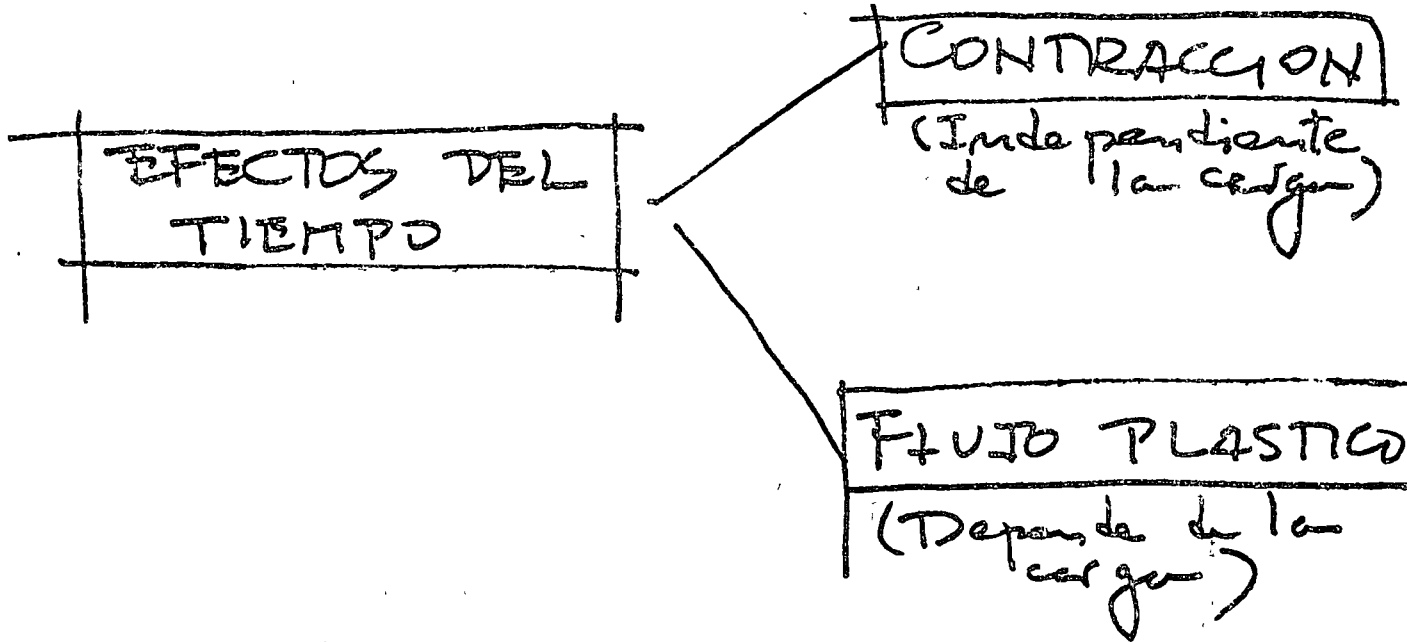 EFECTOS DEL
TIEMPO
CONTRACCION
(Independiente
de la carga)
FLUJO PLASTICO
(Depende de la
carga)